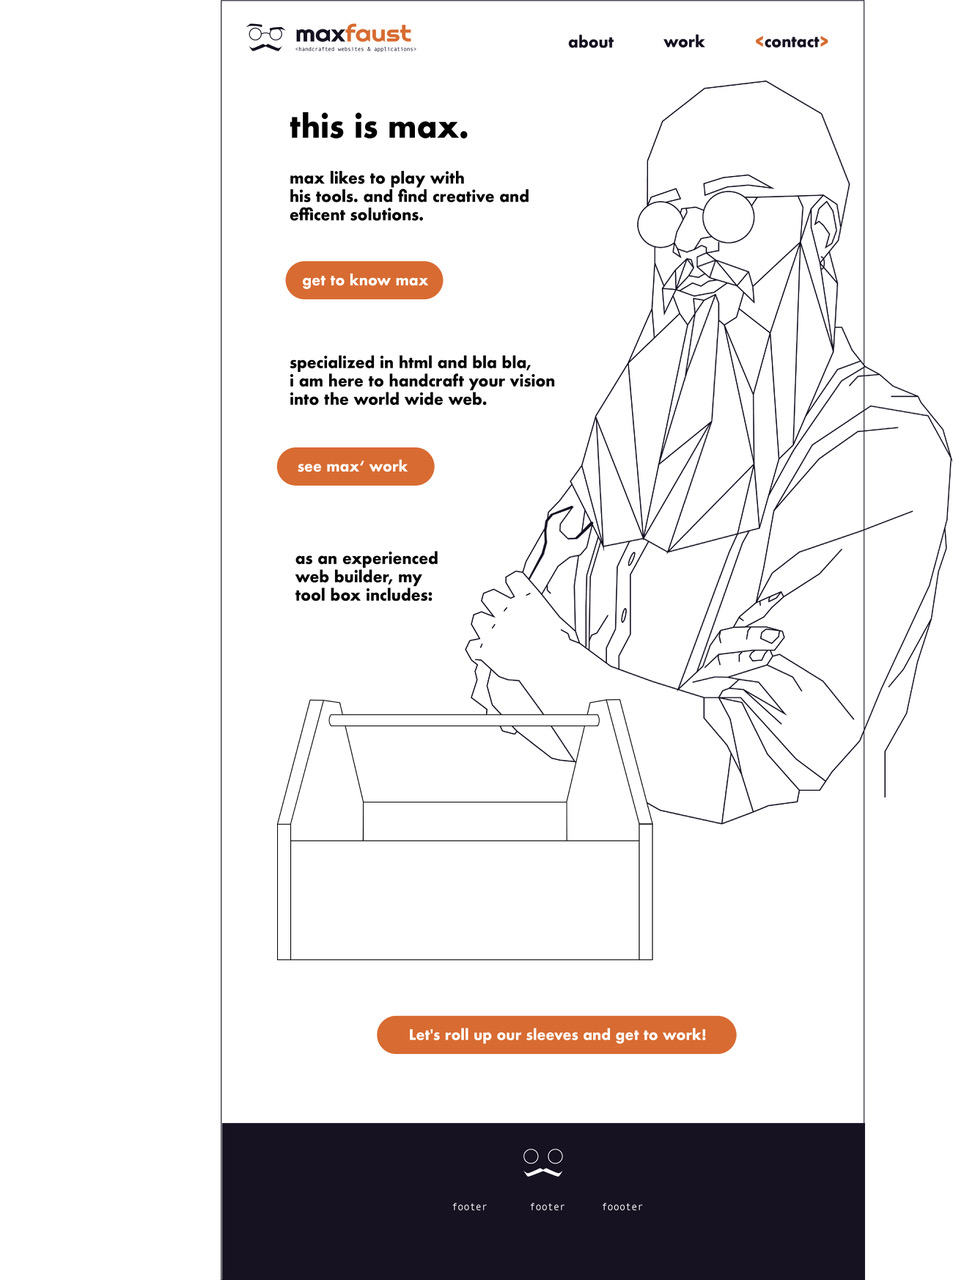 maxfaust
<handcrafted websites & applications>
about work <contact>
this is max.
max likes to play with
his tools. and find creative and
efficent solutions.
get to know max
specialized in html and bla bla,
i am here to handcraft your vision
into the world wide web.
see max’ work
as an experienced
web builder, my
tool box includes:
Let's roll up our sleeves and get to work!
footer footer foooter